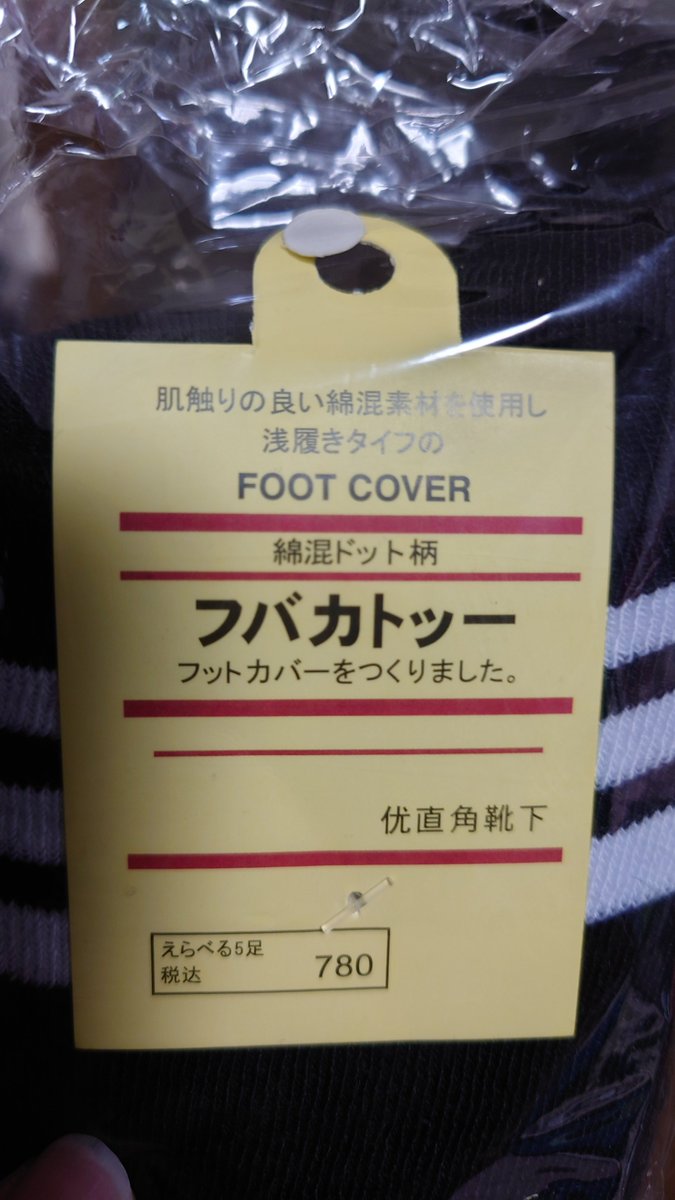 肌触りの良い綿混素材を使用し
浅履きタイフの
FOOT COVER
綿混ドット柄
フバカトッー
フットカバーをつくりました。
优直角靴下
えらべる5足
税达 780